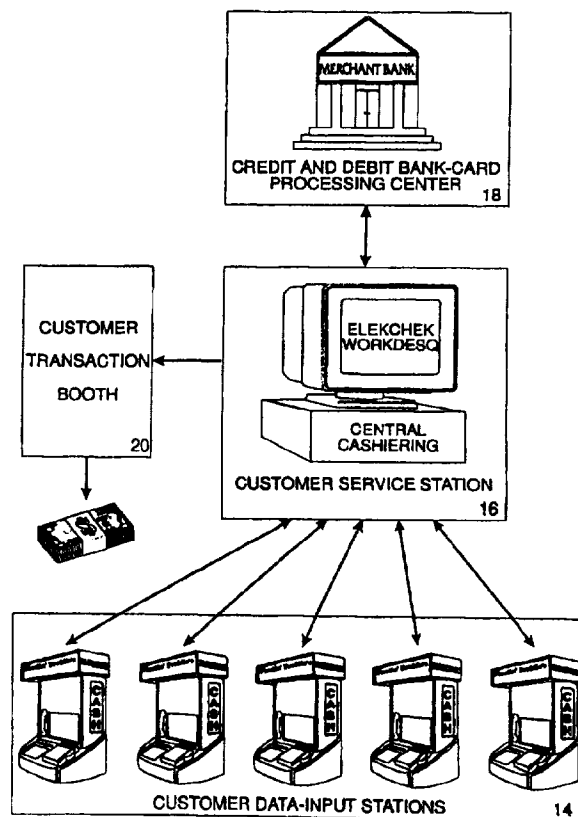 MERCHANT BANK
CREDIT AND DEBIT BANK-CARD
PROCESSING CENTER
18
CUSTOMER
TRANSACTION
BOOTH
20
ELEKCHEK
WORKDESQ
CENTRAL
CASHIERING
CUSTOMER SERVICE STATION
16
CASH
CASH
CASH
CASH
CASH
CUSTOMER DATA-INPUT STATIONS
14